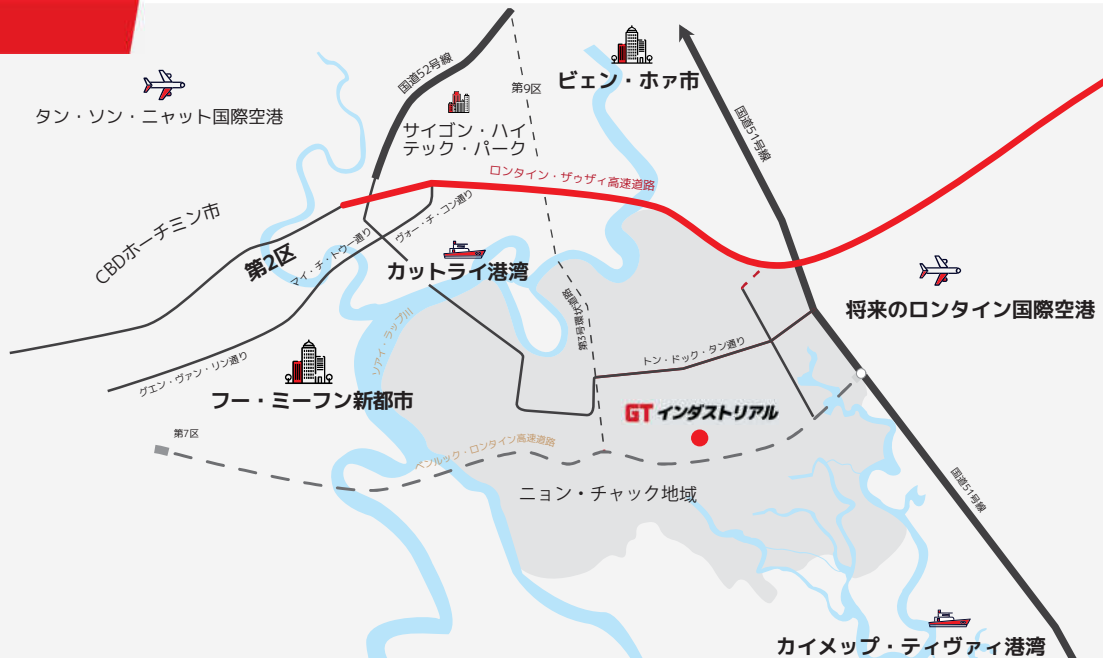 国道52号線
第9区
ビェン・ホァ市
タン・ソン・ニャット国際空港
サイゴン・ハイ
テック・パーク
国道51号線
ロンタイン・ザゥザィ高速道路
CBDホーチミン市
第2区
マイ・チ・トウー通り
ヴォー・チ・コン通り
カットライ港湾
将来のロンタイン国際空港
第3号環状道路
ソアイ・ラップ川
トン・ドック・タン通り
グエン・ヴァン・リン通り
フー・ミーフン新都市
GT インダストリアル
第7区
ベンルック・ロンタイン高速道路
ニョン・チャック地域
国道51号線
カイメップ・ティヴァィ港湾